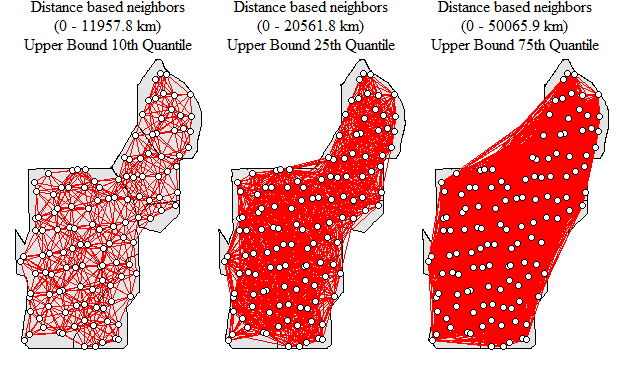 Distance based neighbors
(0 - 11957.8 km)
Upper Bound 10th Quantile
Distance based neighbors
(0 - 20561.8 km)
Upper Bound 25th Quantile
Distance based neighbors
(0 - 50065.9 km)
Upper Bound 75th Quantile